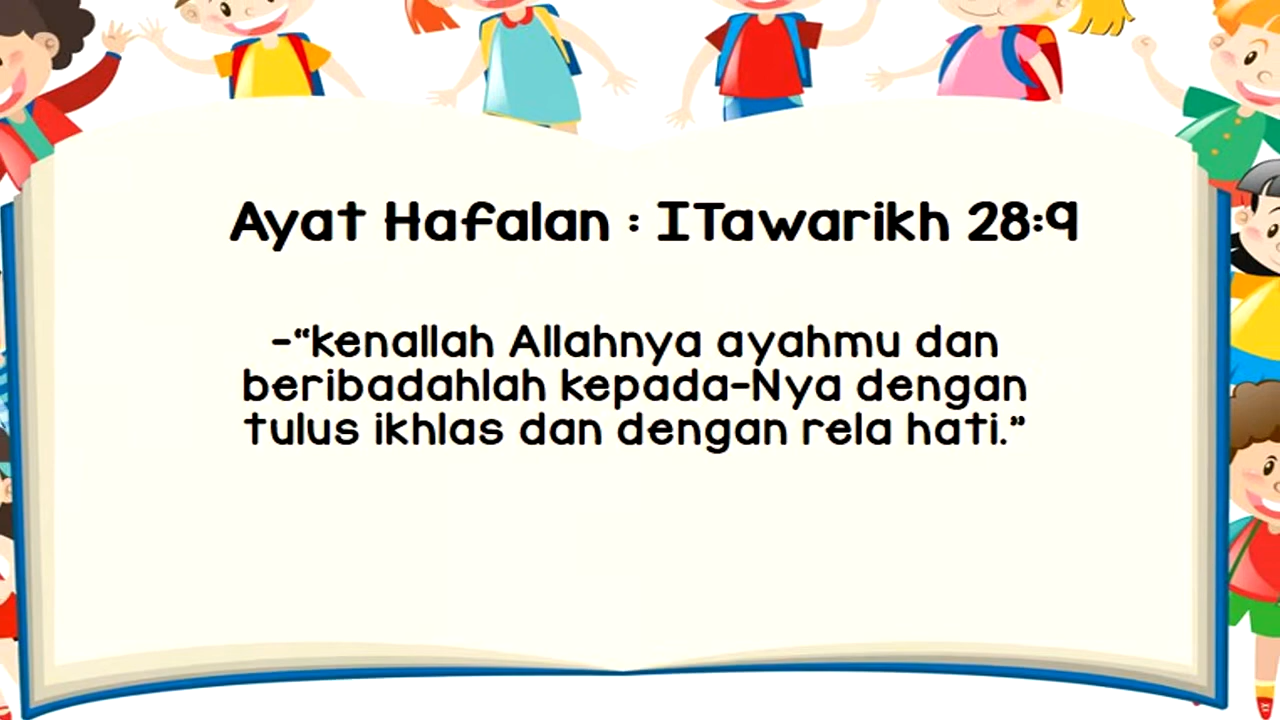 Ayat Hafalan : ITawarikh 28:9
-“kenallah Allahnya ayahmu dan
beribadahlah kepada-Nya dengan
tulus ikhlas dan dengan rela hati.”